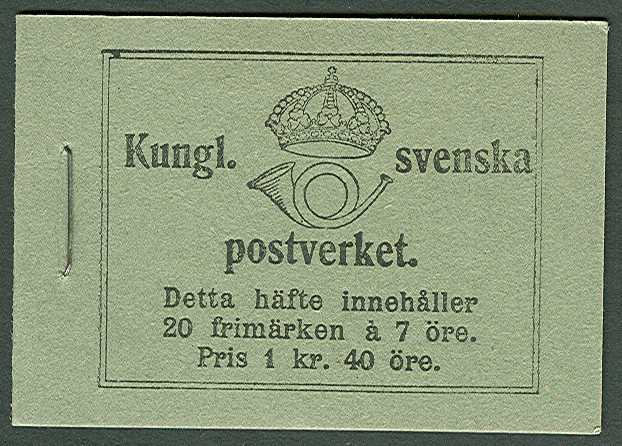 Kungl. svenska
postverket.
Detta häfte innehåller
20 frimärken à 7 öre.
Pris 1 kr. 40 öre.